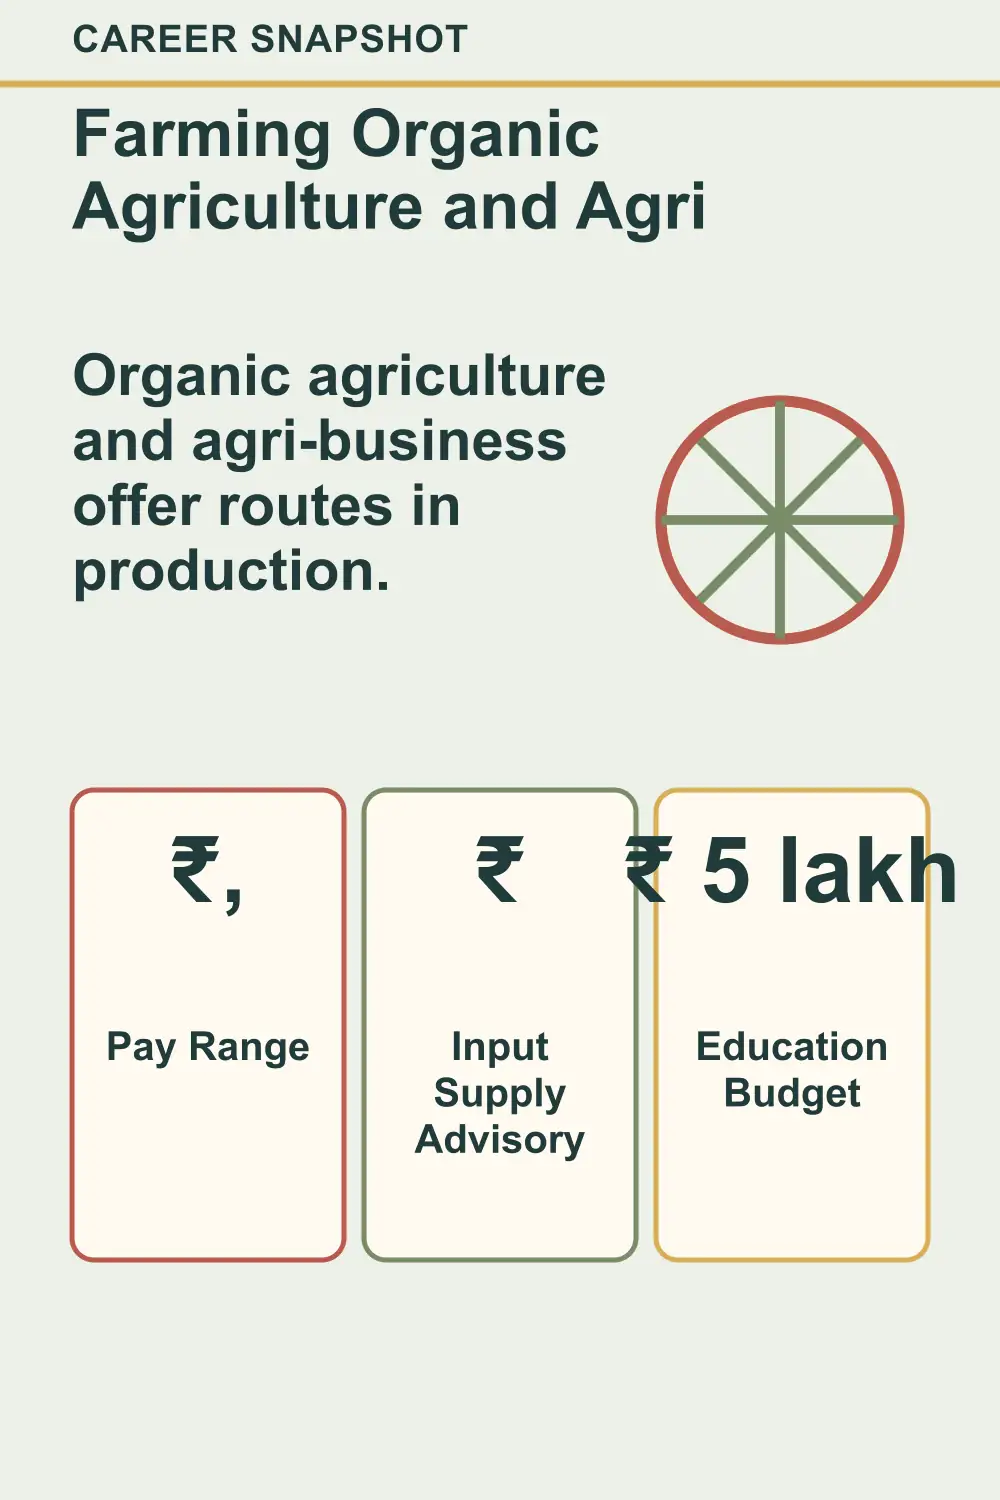 CAREER SNAPSHOT
Farming Organic
Agriculture and Agri
Organic agriculture
and agri-business
offer routes in
production.
₹,
Pay Range
₹
Input
Supply
Advisory
₹ 5 lakh
Education
Budget